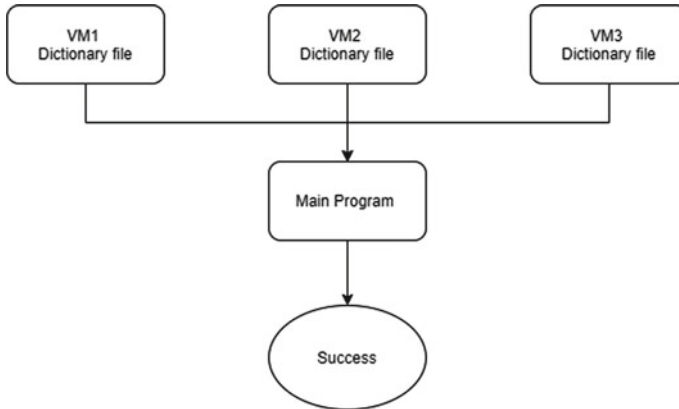 VM1
Dictionary file
VM2
Dictionary file
VM3
Dictionary file
Main Program
Success